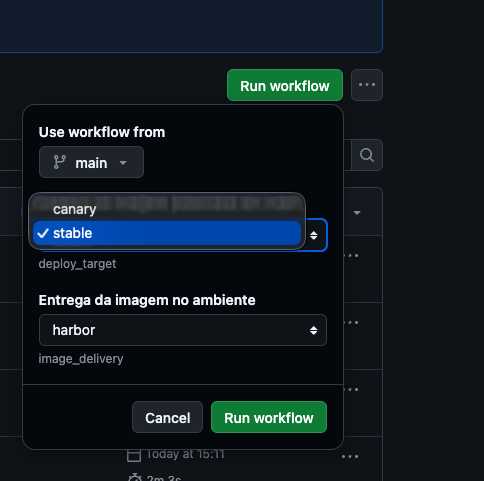 Run workflow
Use workflow from
main
canary
stable
deploy_target
Entrega da imagem no ambiente
harbor
image_delivery
Cancel
Run workflow
Today at 15:11
2m 3s